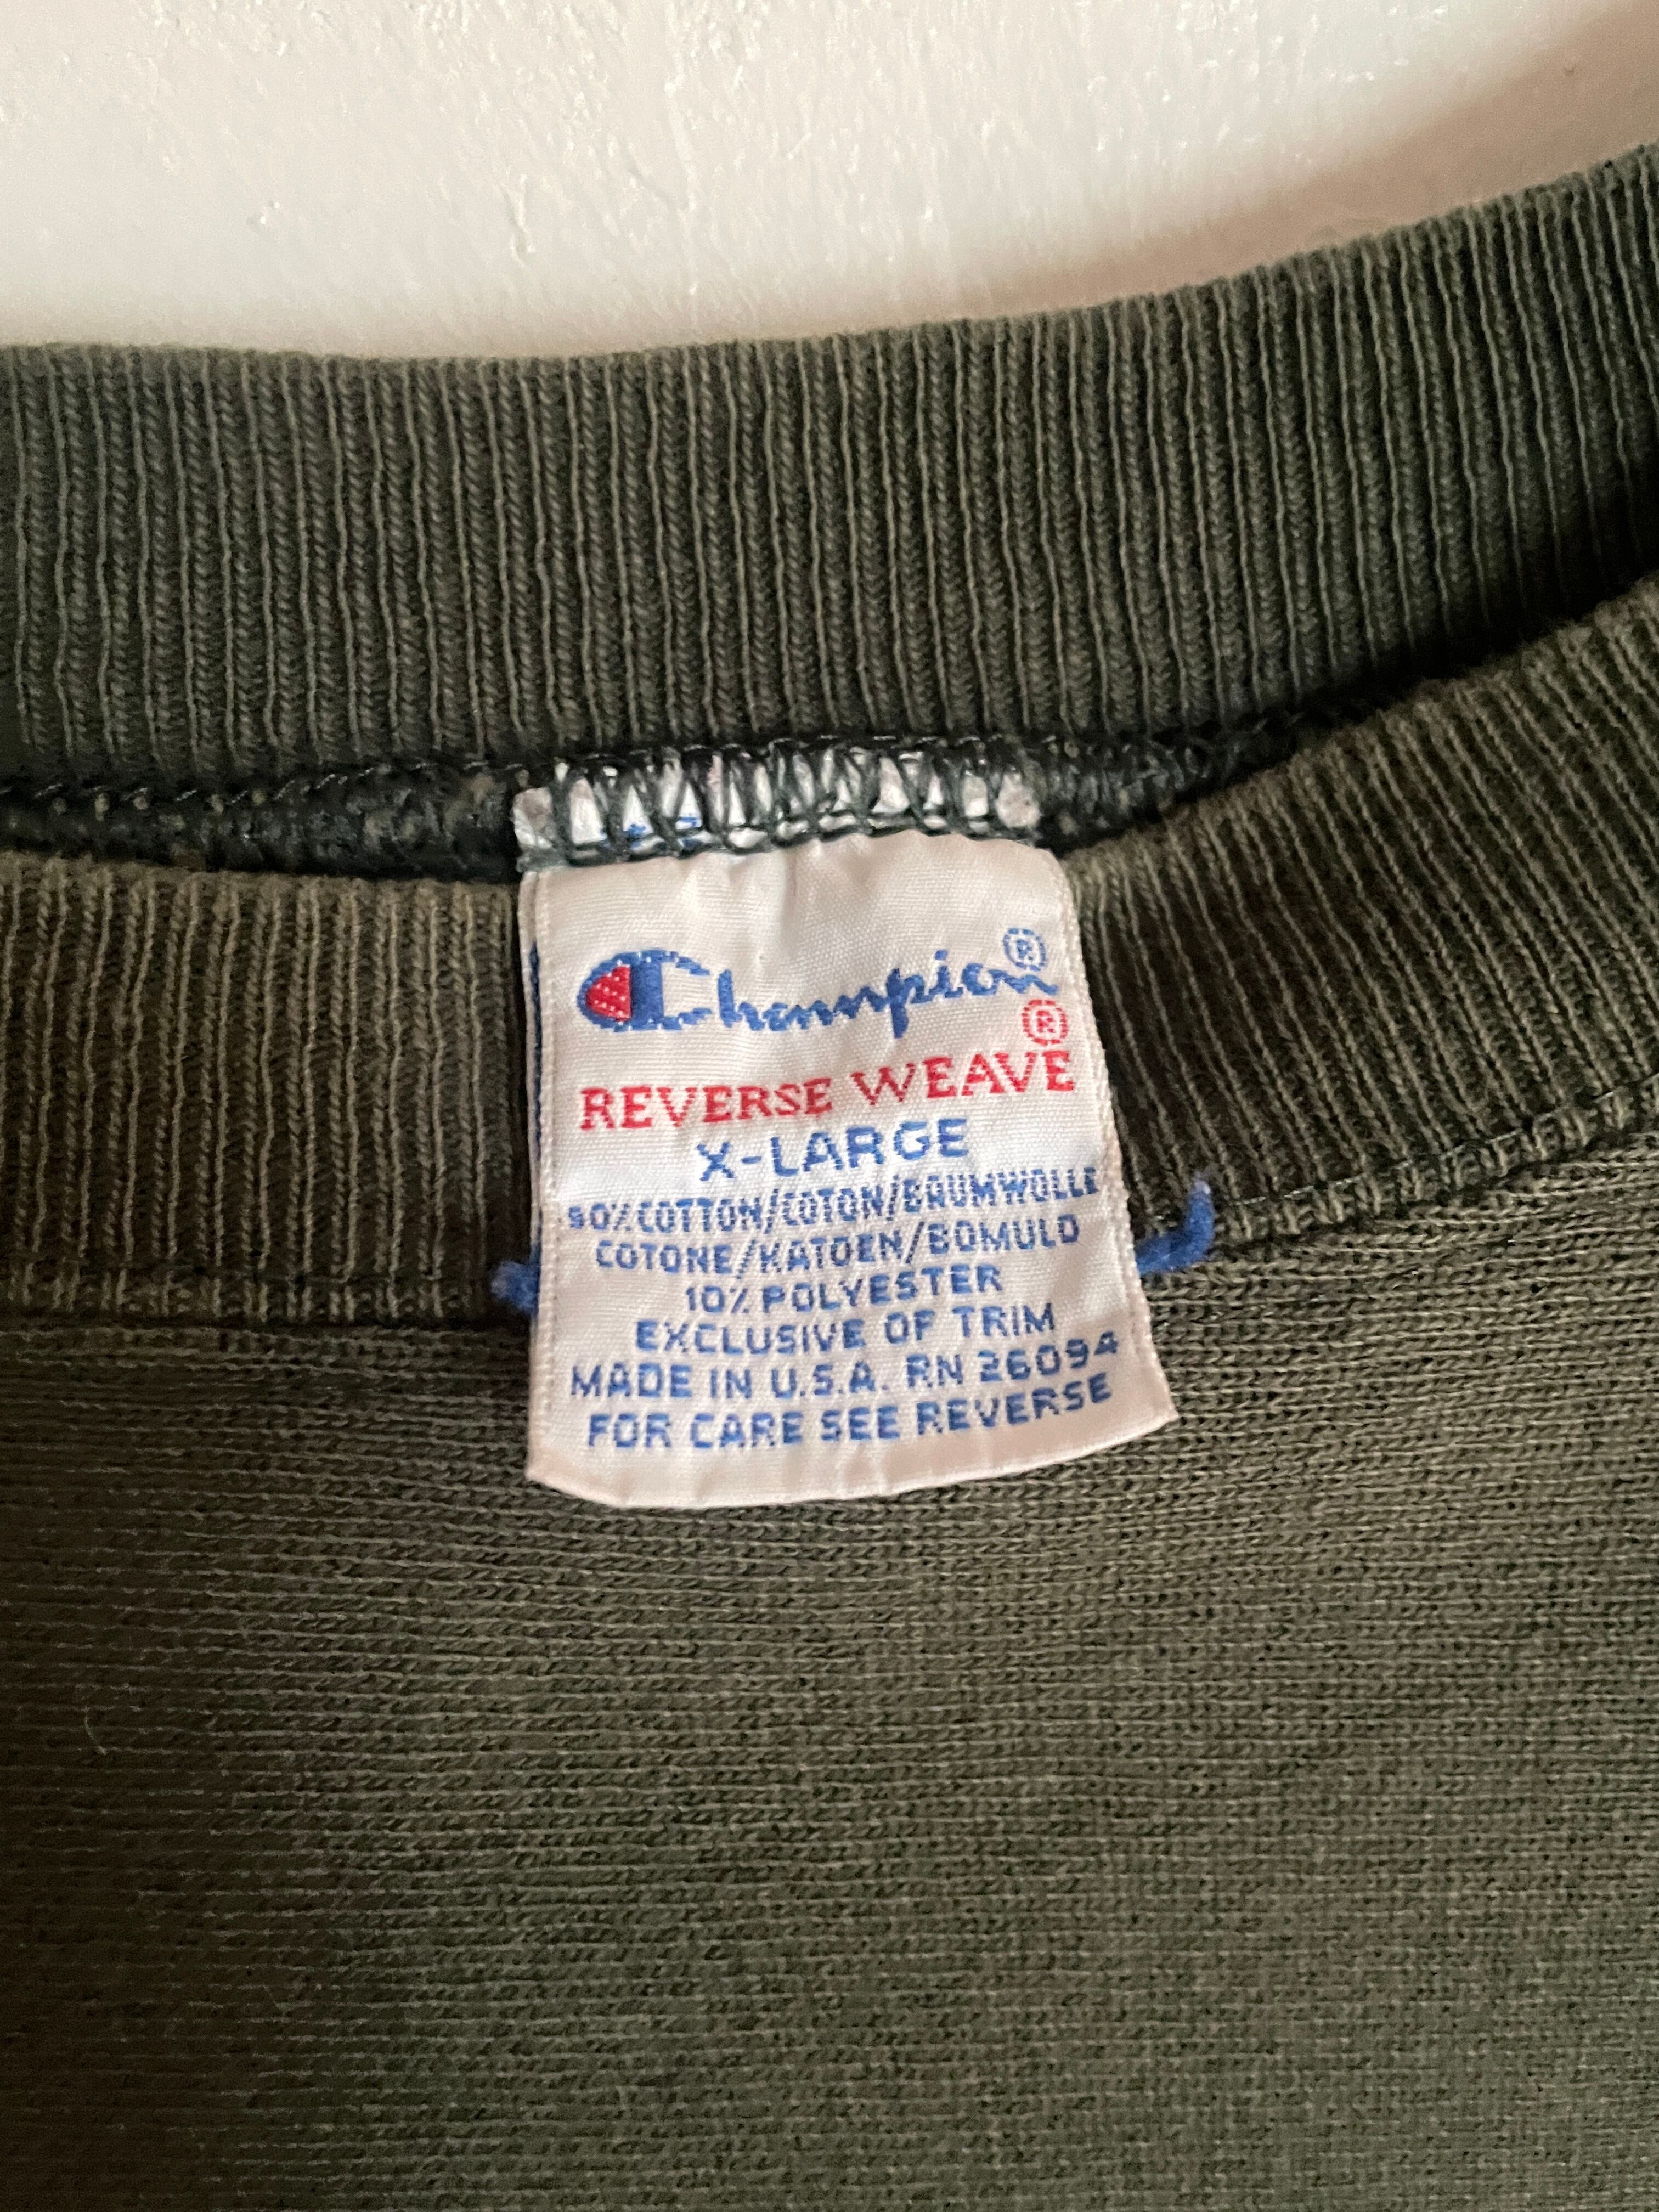 Champion®
®
REVERSE WEAVE
X-LARGE
90% COTTON/COTON/BAUMWOLLE
COTONE/KATOEN/BOMULD
10% POLYESTER
EXCLUSIVE OF TRIM
MADE IN U.S.A. RN 26094
FOR CARE SEE REVERSE